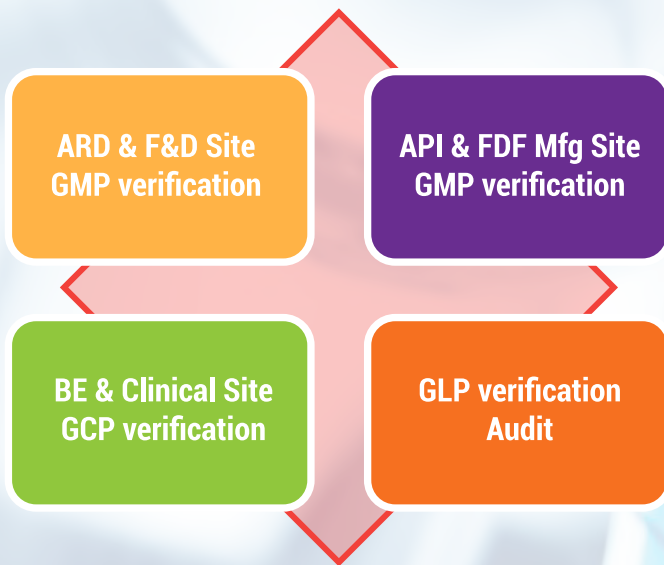 ARD & F&D Site
GMP verification
API & FDF Mfg Site
GMP verification
BE & Clinical Site
GCP verification
GLP verification
Audit